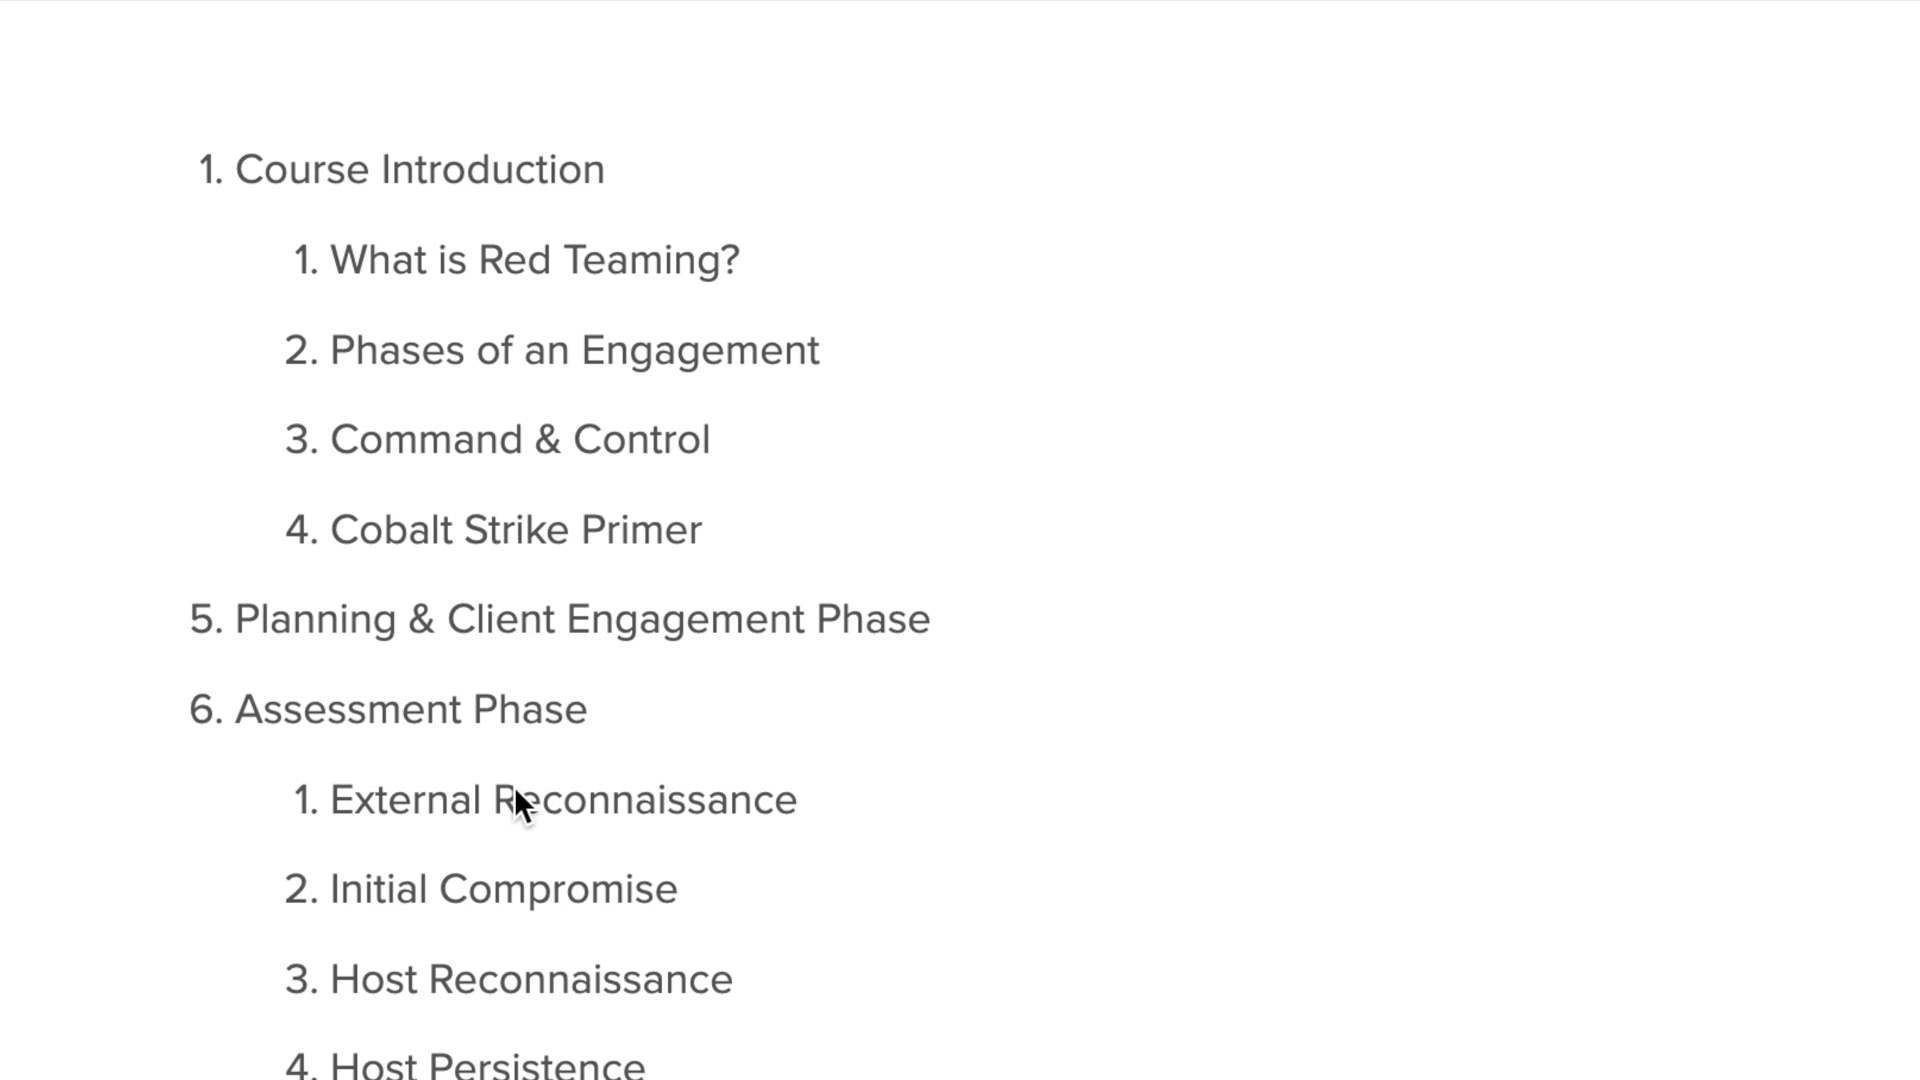 1. Course Introduction
1. What is Red Teaming?
2. Phases of an Engagement
3. Command & Control
4. Cobalt Strike Primer
5. Planning & Client Engagement Phase
6. Assessment Phase
1. External Reconnaissance
2. Initial Compromise
3. Host Reconnaissance
4. Host Persistence